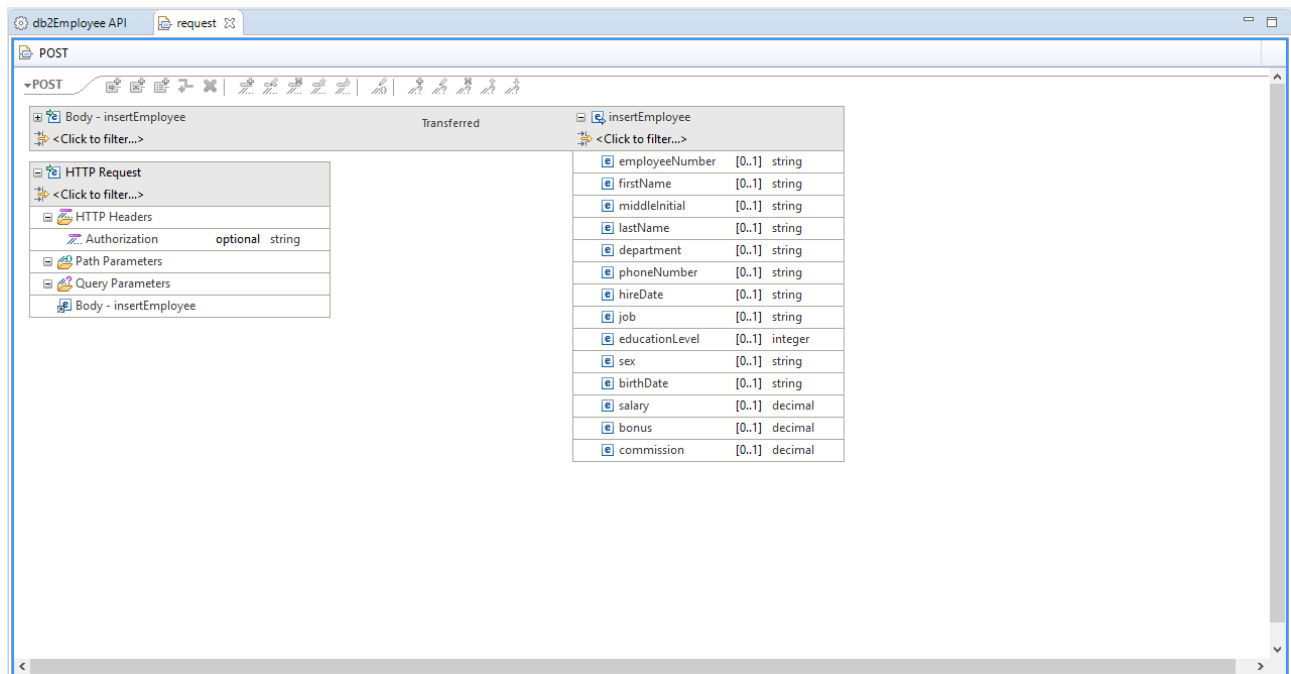 db2Employee API request
POST
POST
Body - insertEmployee
<Click to filter...>
Transferred
insertEmployee
<Click to filter...>
HTTP Request
<Click to filter...>
HTTP Headers
Authorization optional string
Path Parameters
Query Parameters
Body - insertEmployee
employeeNumber [0..1] string
firstName [0..1] string
middleInitial [0..1] string
lastName [0..1] string
department [0..1] string
phoneNumber [0..1] string
hireDate [0..1] string
job [0..1] string
educationLevel [0..1] integer
sex [0..1] string
birthDate [0..1] string
salary [0..1] decimal
bonus [0..1] decimal
commission [0..1] decimal